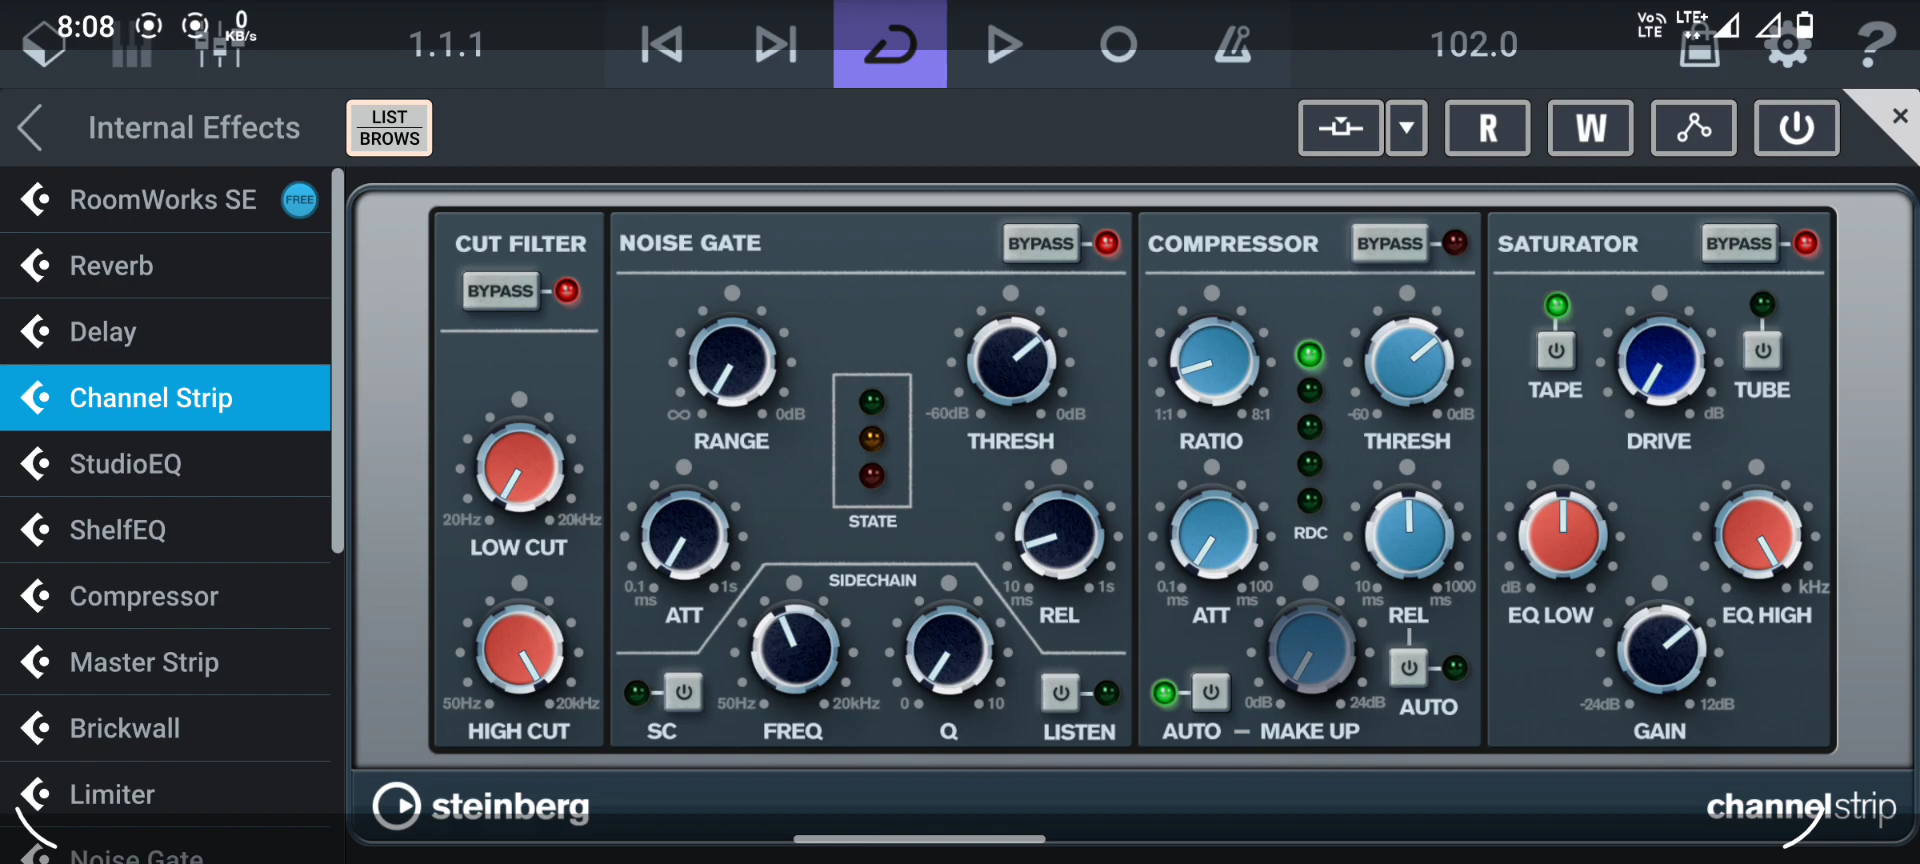 8:08
0
KB/s
1.1.1
102.0
Vo))
LTE
LTE+
?
Internal Effects
LIST
BROWS
R
W
×
RoomWorks SE
FREE
Reverb
Delay
Channel Strip
StudioEQ
ShelfEQ
Compressor
Master Strip
Brickwall
Limiter
Noise Gate
CUT FILTER
BYPASS
20Hz
20kHz
LOW CUT
50Hz
20kHz
HIGH CUT
NOISE GATE
BYPASS
∞
0dB
RANGE
-60dB
0dB
THRESH
STATE
0.1
ms
1s
ATT
SIDECHAIN
10
ms
1s
REL
SC
50Hz
20kHz
FREQ
0
10
Q
LISTEN
COMPRESSOR
BYPASS
1:1
8:1
RATIO
-60
0dB
THRESH
RDC
0.1
ms
100
ms
ATT
10
ms
1000
ms
REL
0dB
24dB
AUTO – MAKE UP
AUTO
SATURATOR
BYPASS
TAPE
dB
DRIVE
TUBE
dB
EQ LOW
kHz
EQ HIGH
-24dB
12dB
GAIN
steinberg
channelstrip